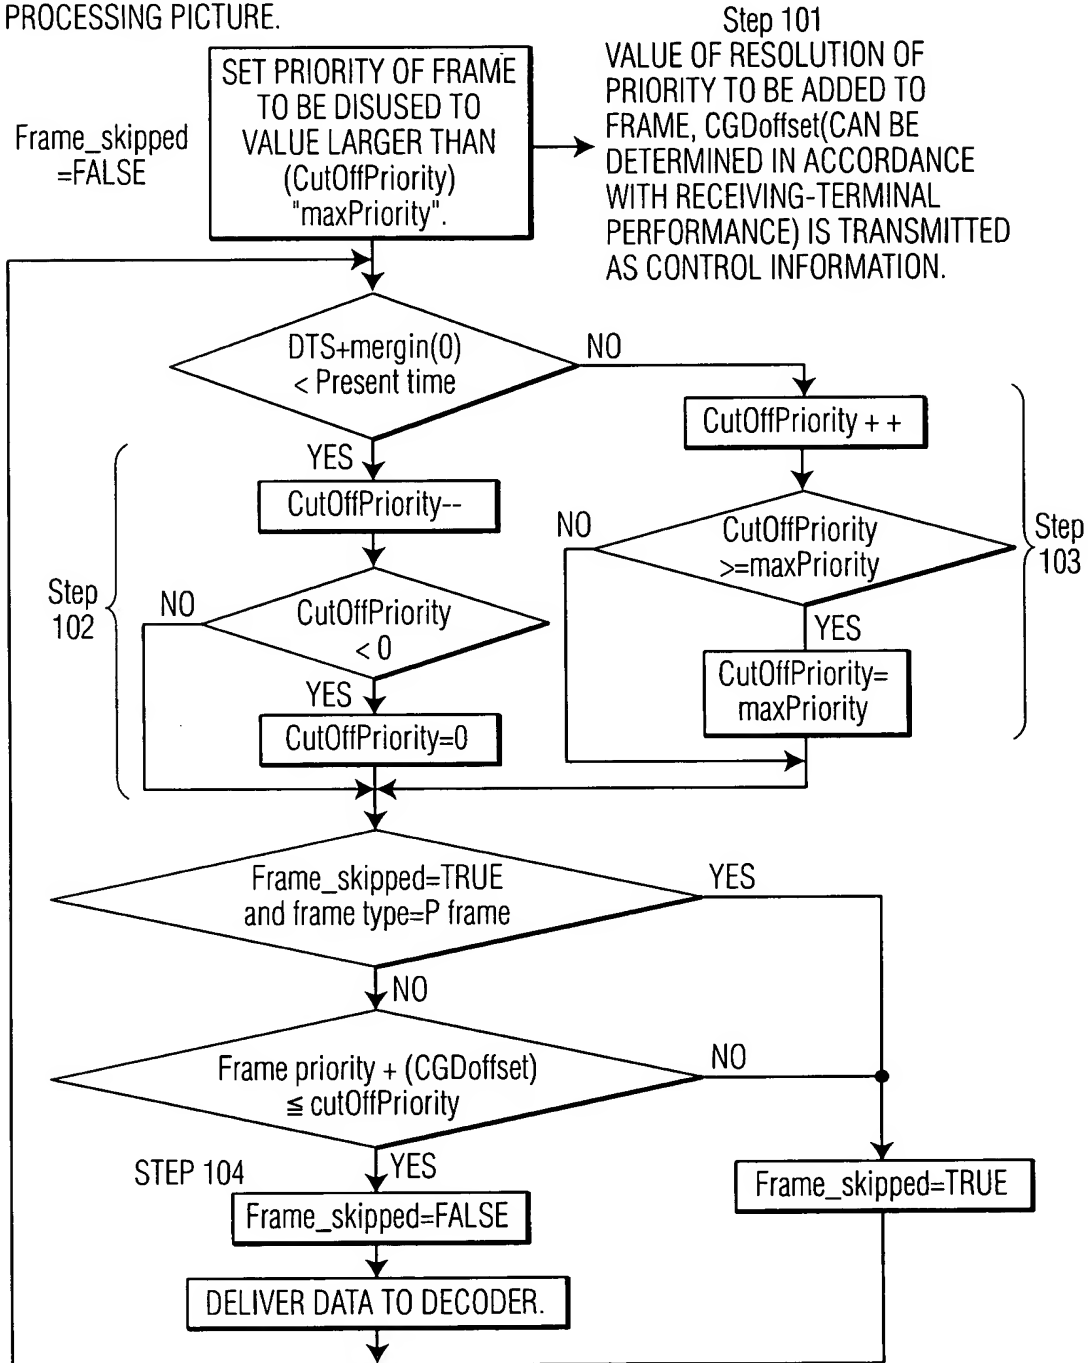 PROCESSING PICTURE.
Frame_skipped
=FALSE
SET PRIORITY OF FRAME
TO BE DISUSED TO
VALUE LARGER THAN
(CutOffPriority)
"maxPriority".
Step 101
VALUE OF RESOLUTION OF
PRIORITY TO BE ADDED TO
FRAME, CGDoffset(CAN BE
DETERMINED IN ACCORDANCE
WITH RECEIVING-TERMINAL
PERFORMANCE) IS TRANSMITTED
AS CONTROL INFORMATION.
DTS+mergin(0)
< Present time
NO
YES
CutOffPriority + +
CutOffPriority--
Step
102
NO
CutOffPriority
< 0
YES
CutOffPriority=0
NO
CutOffPriority
>=maxPriority
YES
CutOffPriority=
maxPriority
Step
103
Frame_skipped=TRUE
and frame type=P frame
YES
NO
Frame priority + (CGDoffset)
≦ cutOffPriority
NO
YES
STEP 104
Frame_skipped=FALSE
Frame_skipped=TRUE
DELIVER DATA TO DECODER.